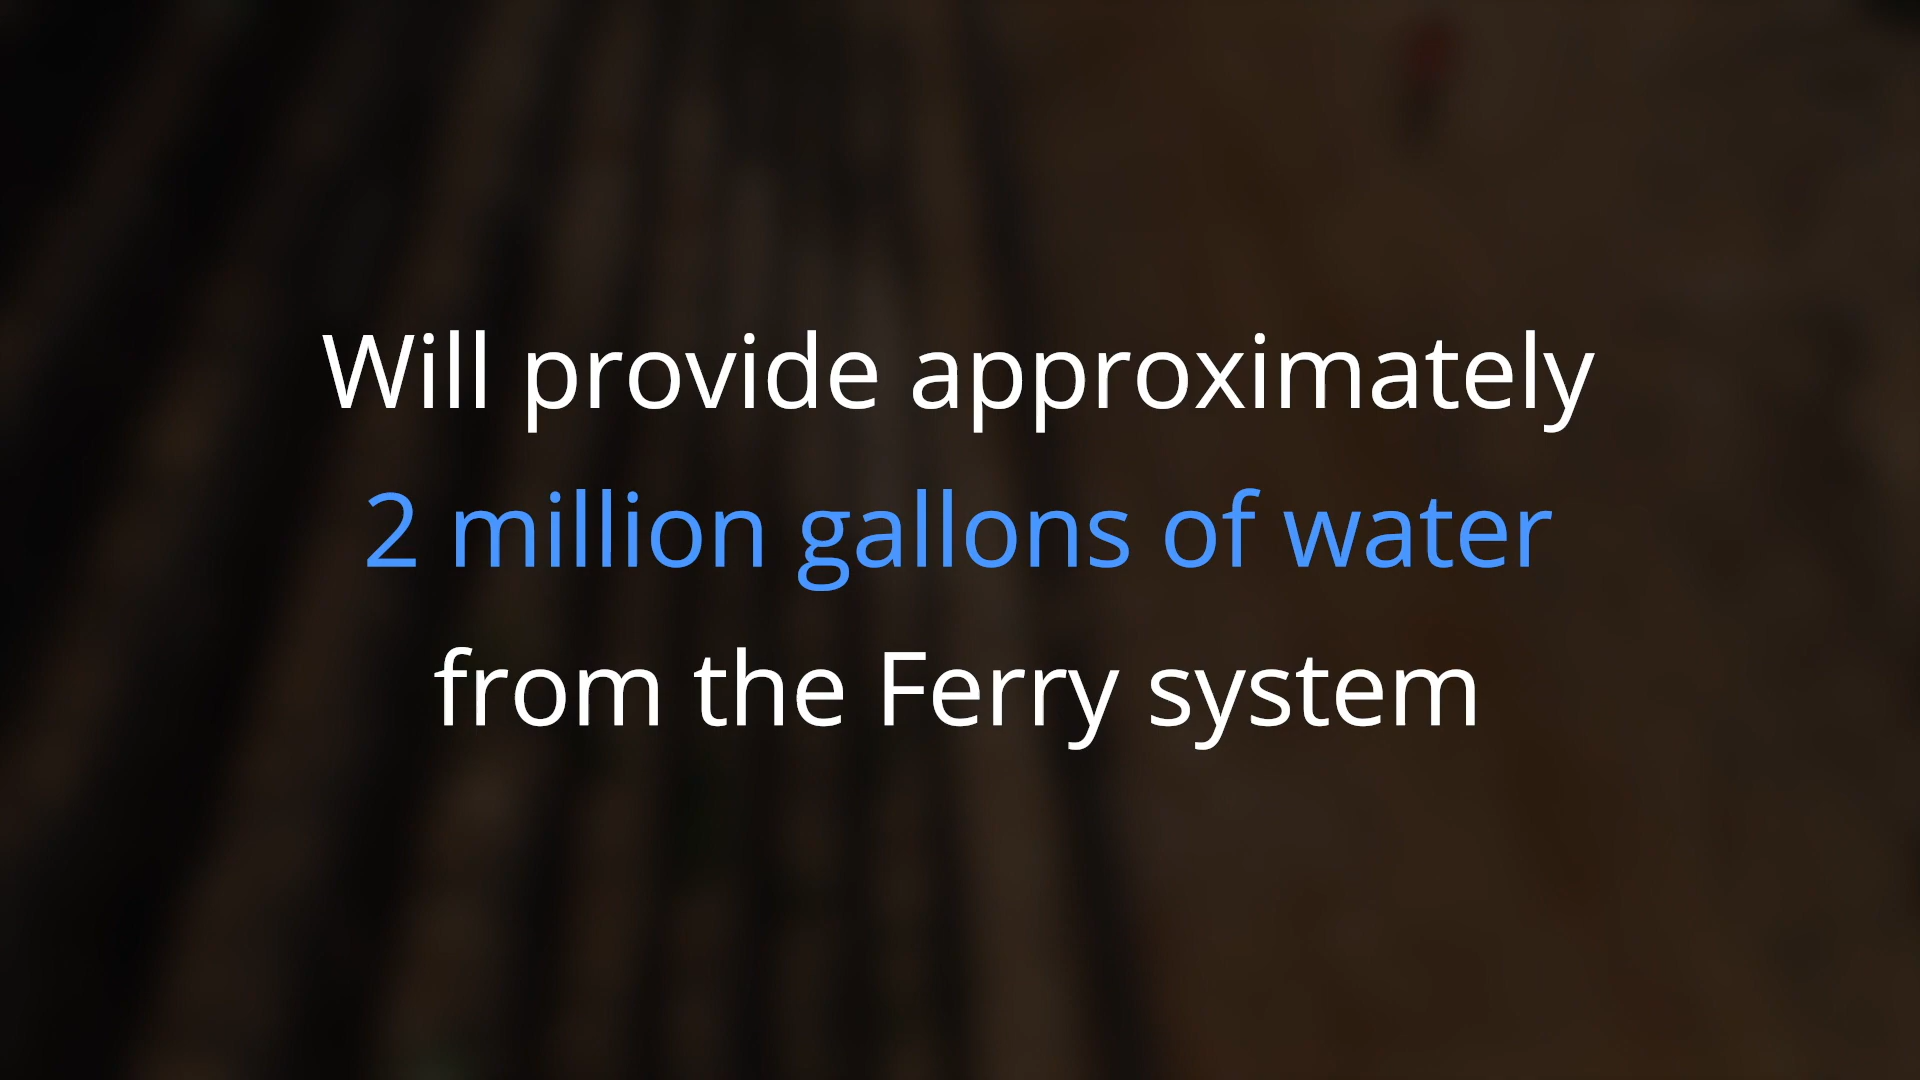 Will provide approximately
2 million gallons of water
from the Ferry system